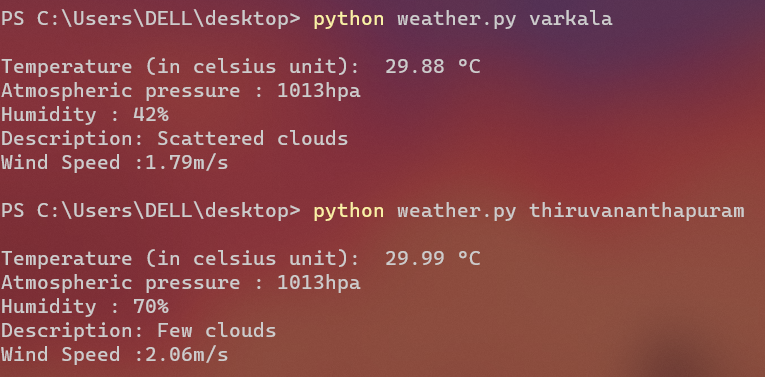 PS C:\Users\DELL\desktop> python weather.py varkala
Temperature (in celsius unit):  29.88 °C
Atmospheric pressure : 1013hpa
Humidity : 42%
Description: Scattered clouds
Wind Speed :1.79m/s
PS C:\Users\DELL\desktop> python weather.py thiruvananthapuram
Temperature (in celsius unit):  29.99 °C
Atmospheric pressure : 1013hpa
Humidity : 70%
Description: Few clouds
Wind Speed :2.06m/s